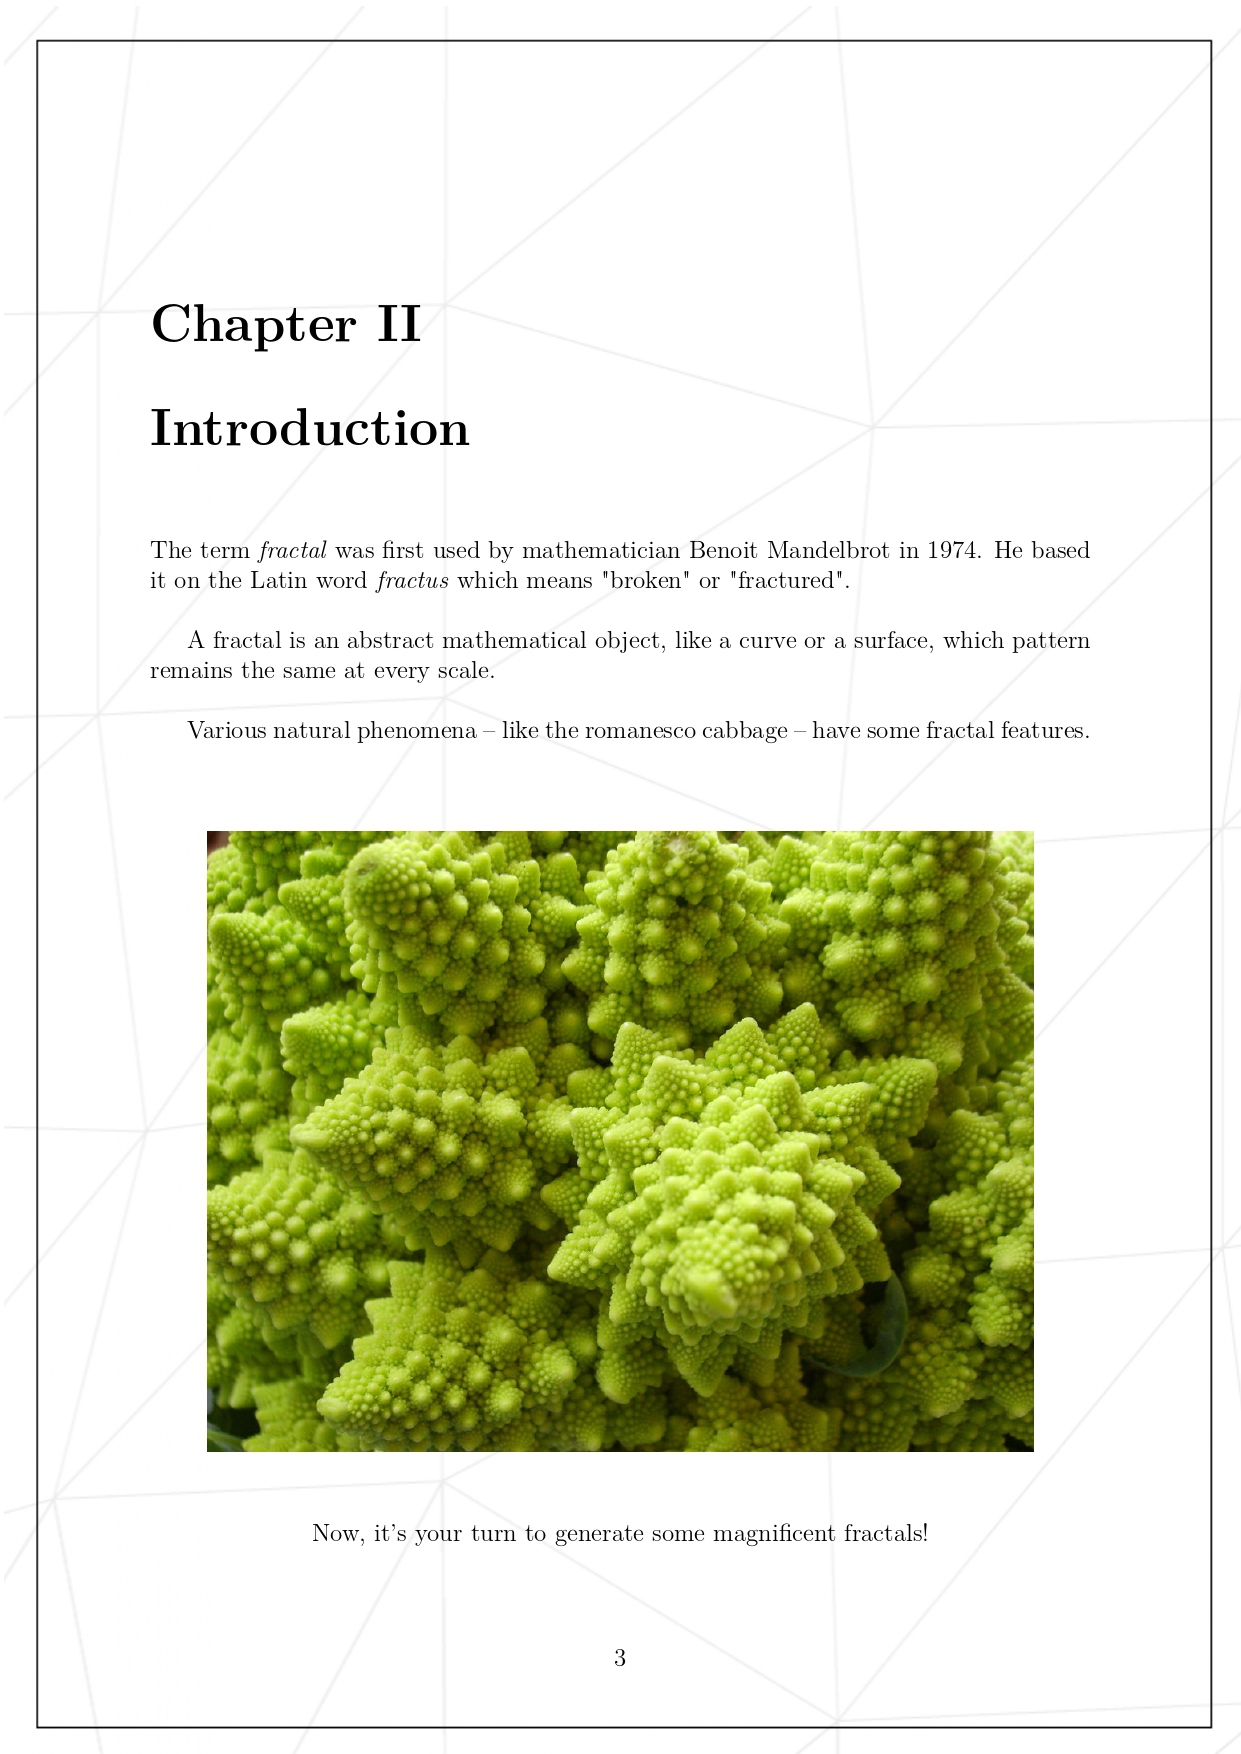 Chapter II
Introduction
The term fractal was first used by mathematician Benoit Mandelbrot in 1974. He based
it on the Latin word fractus which means "broken" or "fractured".
A fractal is an abstract mathematical object, like a curve or a surface, which pattern
remains the same at every scale.
Various natural phenomena – like the romanesco cabbage – have some fractal features.
Now, it's your turn to generate some magnificent fractals!
3